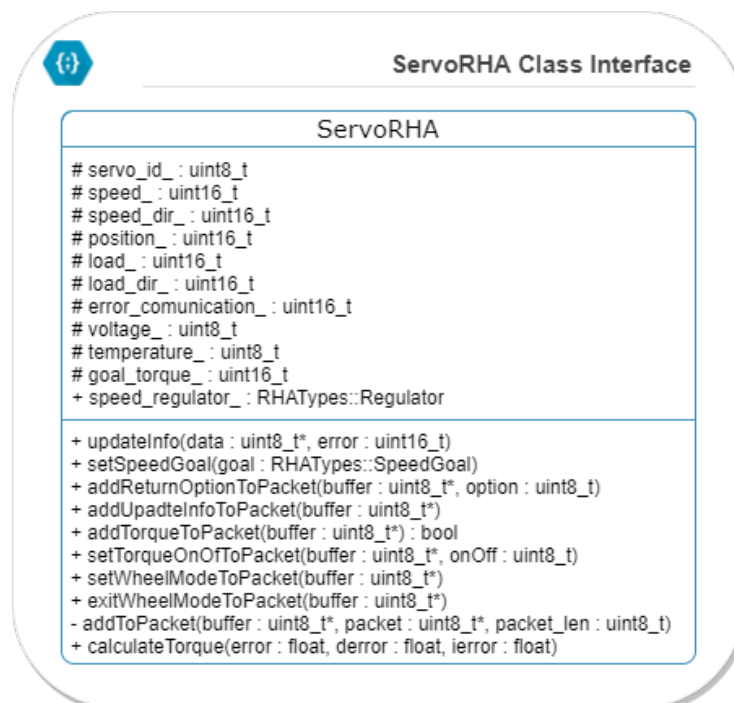 {;}
ServoRHA Class Interface
ServoRHA
# servo_id_ : uint8_t
# speed_ : uint16_t
# speed_dir_ : uint16_t
# position_ : uint16_t
# load_ : uint16_t
# load_dir_ : uint16_t
# error_comunication_ : uint16_t
# voltage_ : uint8_t
# temperature_ : uint8_t
# goal_torque_ : uint16_t
+ speed_regulator_ : RHATypes::Regulator
+ updateInfo(data : uint8_t*, error : uint16_t)
+ setSpeedGoal(goal : RHATypes::SpeedGoal)
+ addReturnOptionToPacket(buffer : uint8_t*, option : uint8_t)
+ addUpadteInfoToPacket(buffer : uint8_t*)
+ addTorqueToPacket(buffer : uint8_t*) : bool
+ setTorqueOnOfToPacket(buffer : uint8_t*, onOff : uint8_t)
+ setWheelModeToPacket(buffer : uint8_t*)
+ exitWheelModeToPacket(buffer : uint8_t*)
- addToPacket(buffer : uint8_t*, packet : uint8_t*, packet_len : uint8_t)
+ calculateTorque(error : float, derror : float, ierror : float)